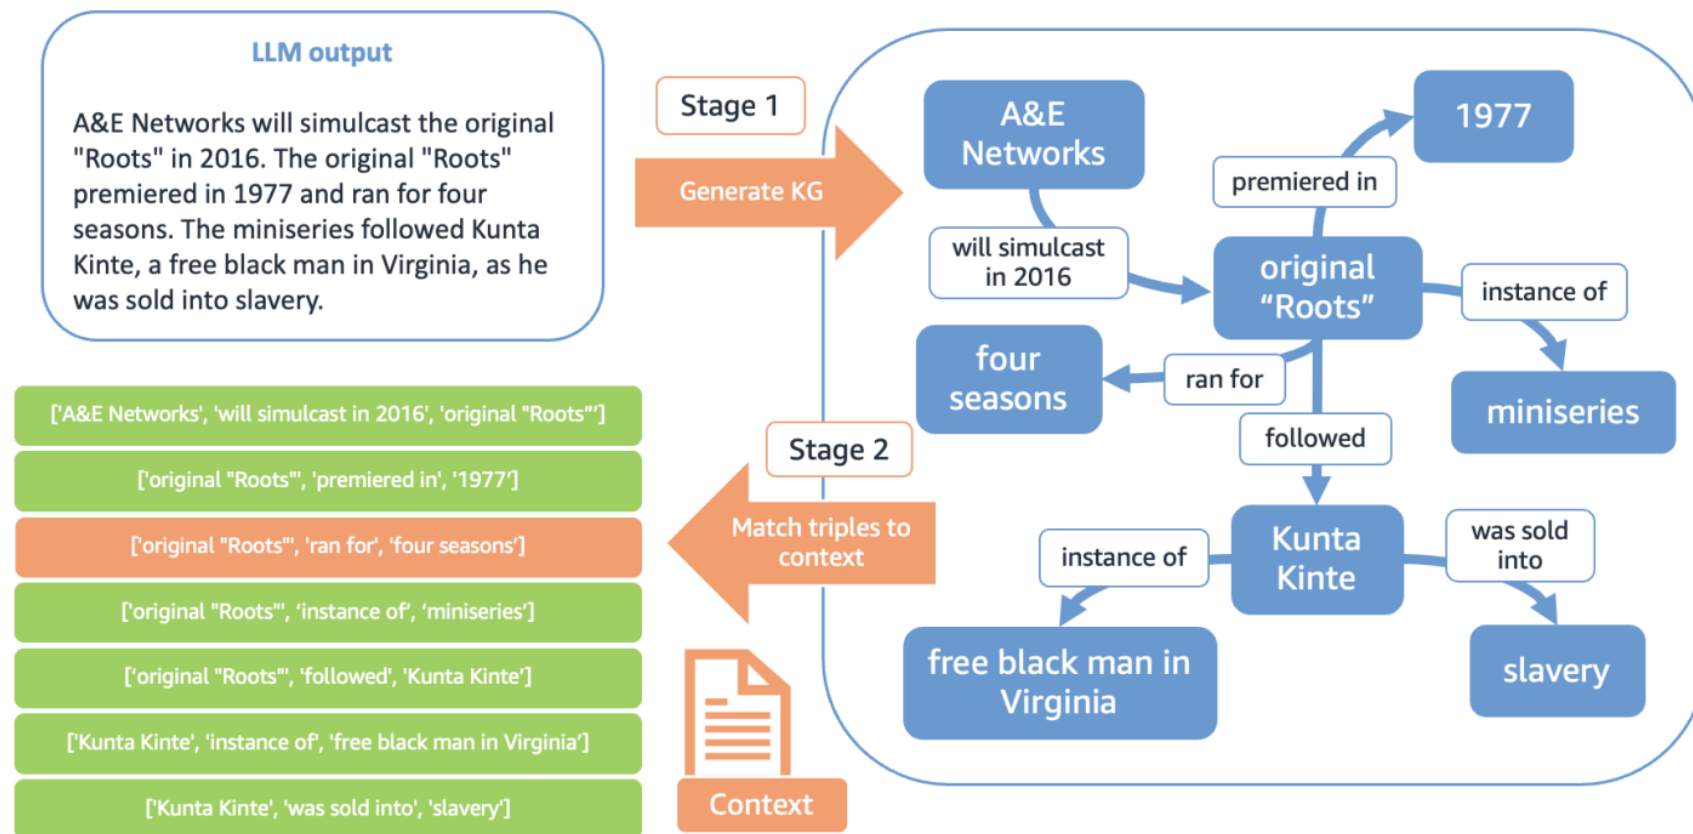 LLM output
A&E Networks will simulcast the original
"Roots" in 2016. The original "Roots"
premiered in 1977 and ran for four
seasons. The miniseries followed Kunta
Kinte, a free black man in Virginia, as he
was sold into slavery.
Stage 1
Generate KG
A&E
Networks
1977
premiered in
will simulcast
in 2016
original
“Roots”
instance of
four
seasons
ran for
miniseries
followed
Kunta
Kinte
was sold
into
instance of
free black man in
Virginia
slavery
Stage 2
Match triples to
context
['A&E Networks', 'will simulcast in 2016', 'original "Roots"’]
['original "Roots"', 'premiered in', '1977’]
['original "Roots"', 'ran for', 'four seasons’]
['original "Roots"', ‘instance of’, ‘miniseries’]
['original "Roots"', 'followed', 'Kunta Kinte’]
['Kunta Kinte', 'instance of', 'free black man in Virginia’]
['Kunta Kinte', 'was sold into', 'slavery']
Context